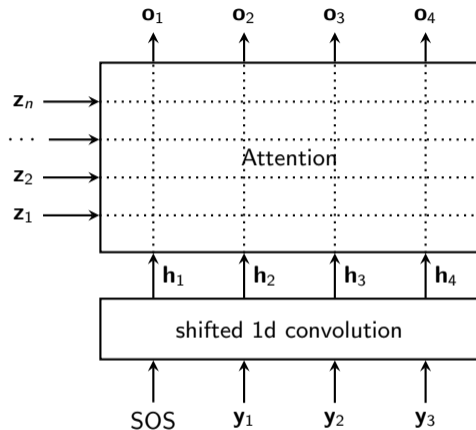 o₁ o₂ o₃ o₄
zₙ
...
Attention
z₂
z₁
h₁ h₂ h₃ h₄
shifted 1d convolution
SOS y₁ y₂ y₃